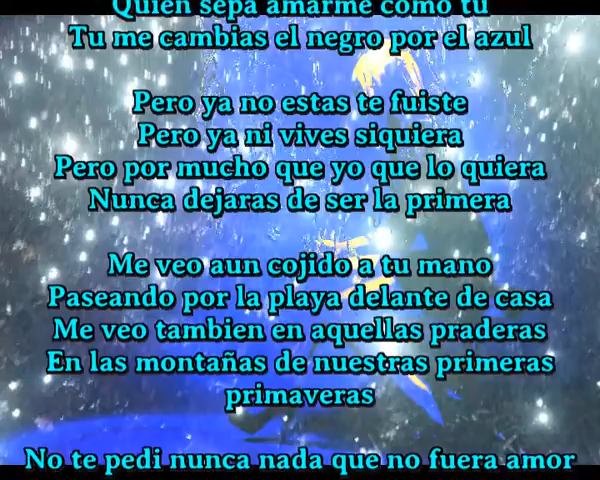 Quien sepa amarme como tu
Tu me cambias el negro por el azul
Pero ya no estas te fuiste
Pero ya ni vives siquiera
Pero por mucho que yo que lo quiera
Nunca dejaras de ser la primera
Me veo aun cojido a tu mano
Paseando por la playa delante de casa
Me veo tambien en aquellas praderas
En las montañas de nuestras primeras
primaveras
No te pedi nunca nada que no fuera amor